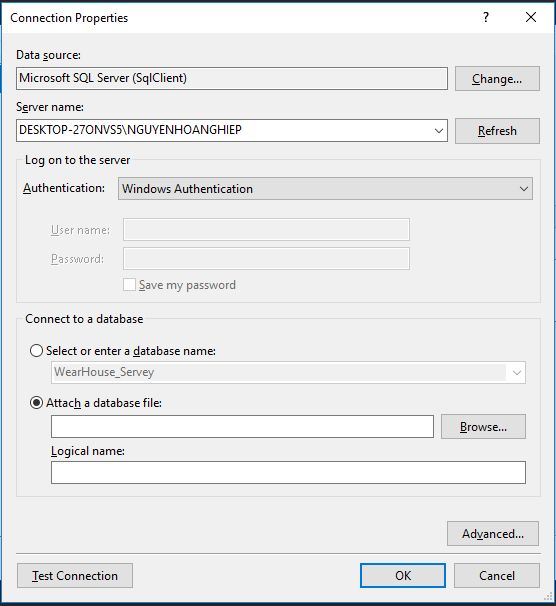 Connection Properties
?
Data source:
Microsoft SQL Server (SqlClient)
Change...
Server name:
DESKTOP-27ONVS5\NGUYENHOANGHIEP
Refresh
Log on to the server
Authentication:
Windows Authentication
User name:
Password:
Save my password
Connect to a database
Select or enter a database name:
WearHouse_Servey
Attach a database file:
Browse...
Logical name:
Advanced...
Test Connection
OK
Cancel